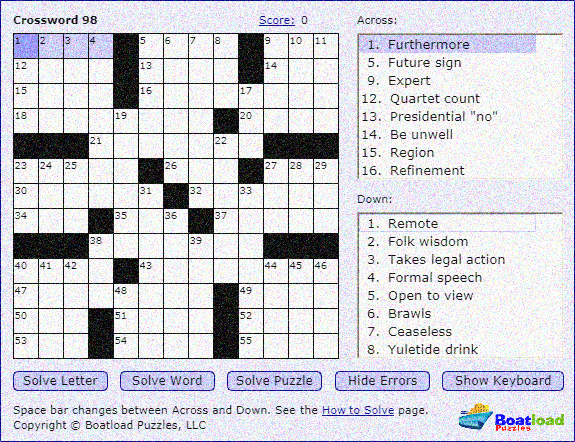 Crossword 98
Score: 0
1 2 3 4 5 6 7 8 9 10 11
12 13 14
15 16 17
18 19 20
21 22
23 24 25 26 27 28 29
30 31 32 33
34 35 36 37
38 39
40 41 42 43 44 45 46
47 48 49
50 51 52
53 54 55
Across:
1. Furthermore
5. Future sign
9. Expert
12. Quartet count
13. Presidential "no"
14. Be unwell
15. Region
16. Refinement
Down:
1. Remote
2. Folk wisdom
3. Takes legal action
4. Formal speech
5. Open to view
6. Brawls
7. Ceaseless
8. Yuletide drink
Solve Letter Solve Word Solve Puzzle Hide Errors Show Keyboard
Space bar changes between Across and Down. See the How to Solve page.
Copyright © Boatload Puzzles, LLC
Boatload
Puzzles